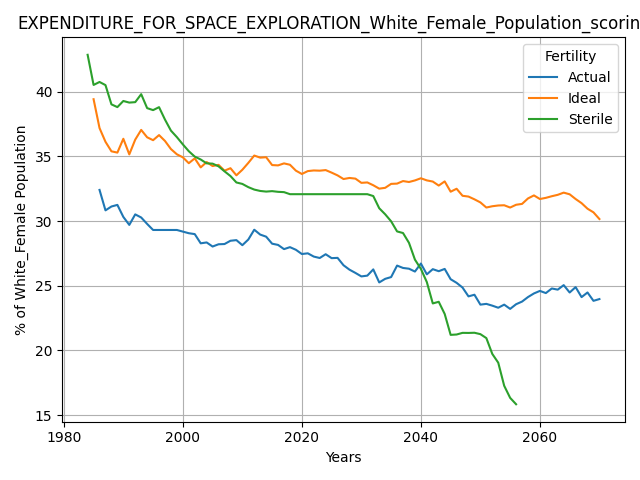 EXPENDITURE_FOR_SPACE_EXPLORATION_White_Female_Population_scorin
Fertility
Actual
Ideal
Sterile
% of White_Female Population
40
35
30
25
20
15
1980
2000
2020
2040
2060
Years